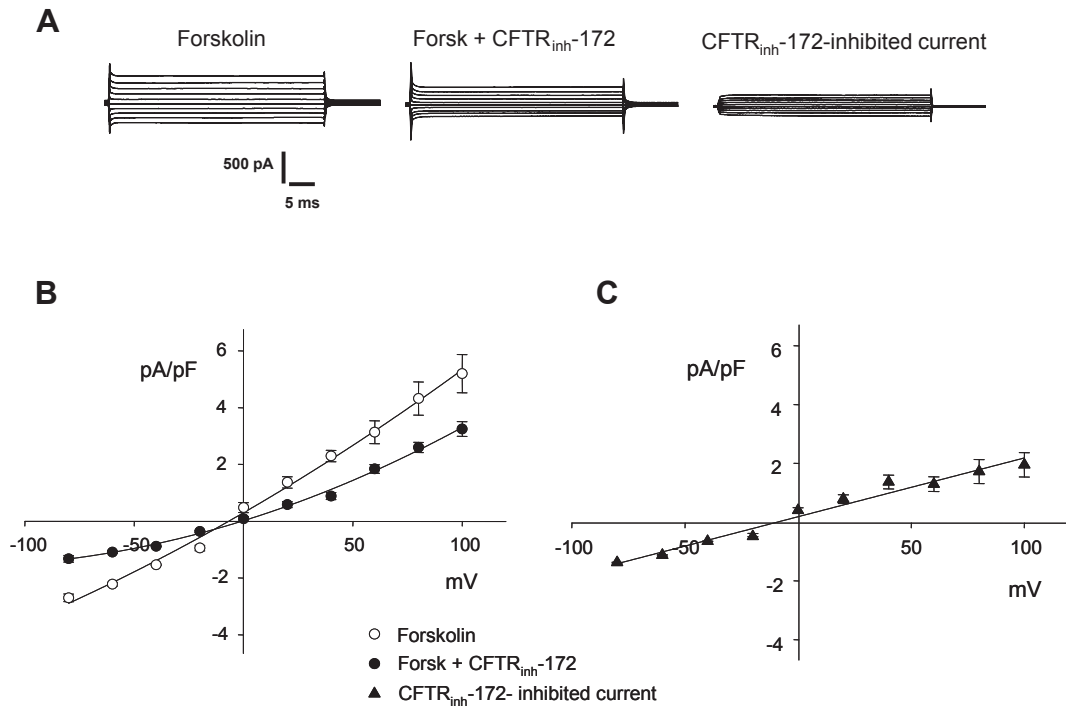 A
Forskolin
Forsk + CFTRinh-172
CFTRinh-172-inhibited current
500 pA
5 ms
B
pA/pF
6
4
2
-100
-50
50
100
-2
-4
mV
C
pA/pF
6
4
2
-100
-50
50
100
-2
-4
mV
Forskolin
Forsk + CFTRinh-172
CFTRinh-172- inhibited current